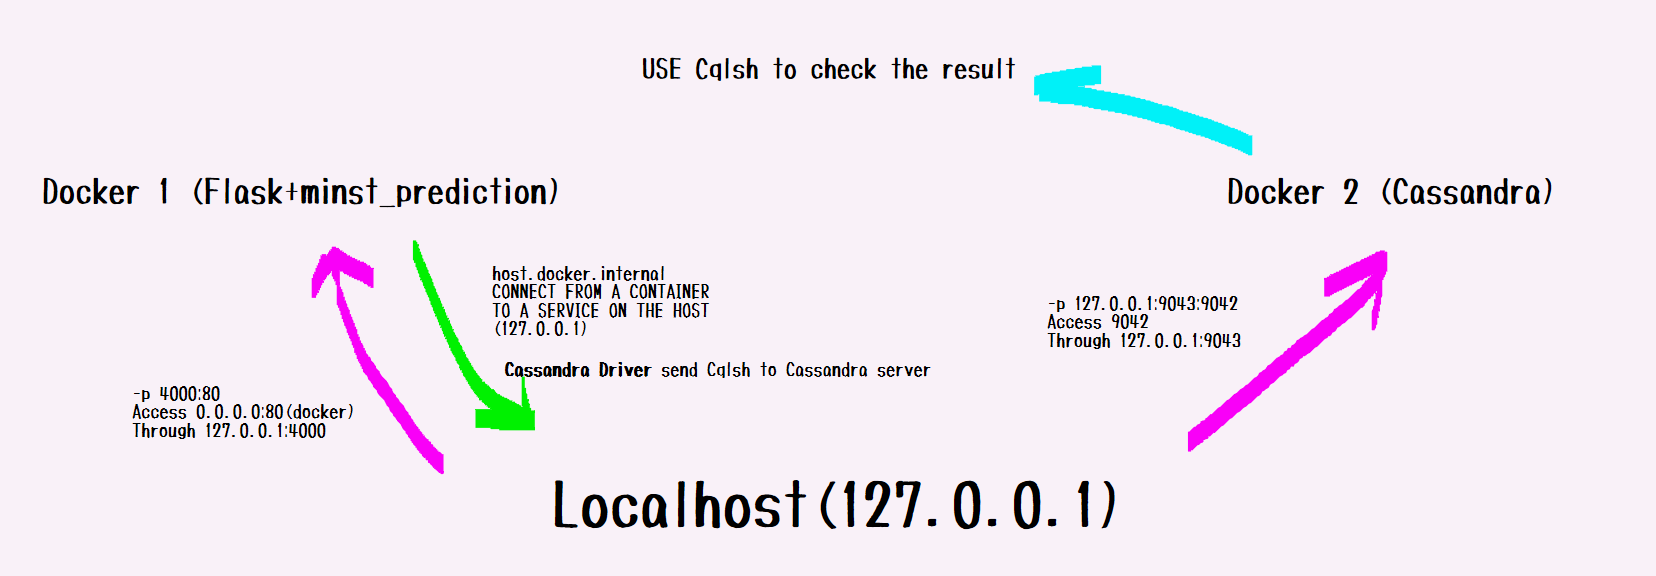 USE Cqlsh to check the result
Docker 1 (Flask+minst_prediction)
Docker 2 (Cassandra)
host.docker.internal
CONNECT FROM A CONTAINER
TO A SERVICE ON THE HOST
(127.0.0.1)
-p 127.0.0.1:9043:9042
Access 9042
Through 127.0.0.1:9043
Cassandra Driver send Cqlsh to Cassandra server
-p 4000:80
Access 0.0.0.0:80(docker)
Through 127.0.0.1:4000
Localhost(127.0.0.1)